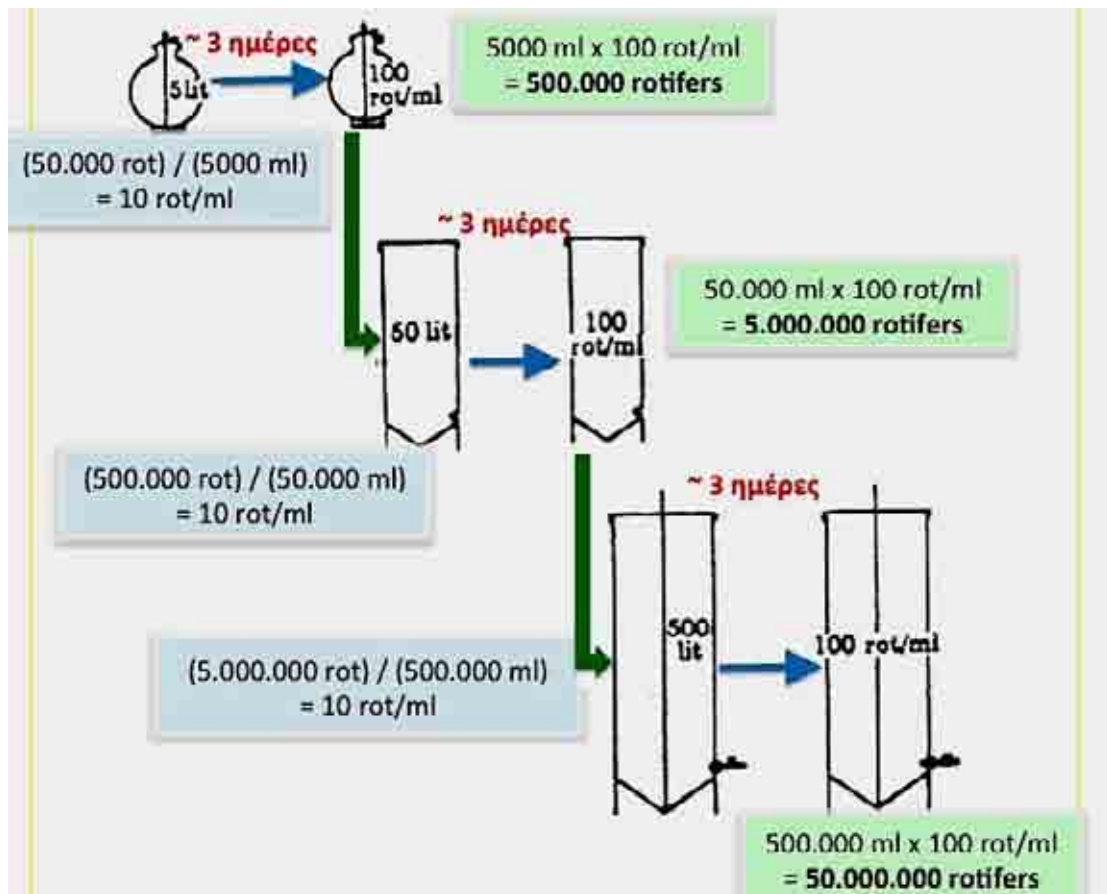 ~ 3 ημέρες
5 lit
100
rot/ml
5000 ml x 100 rot/ml
= 500.000 rotifers
(50.000 rot) / (5000 ml)
= 10 rot/ml
~ 3 ημέρες
50 lit
100
rot/ml
50.000 ml x 100 rot/ml
= 5.000.000 rotifers
(500.000 rot) / (50.000 ml)
= 10 rot/ml
~ 3 ημέρες
500
lit
100 rot/ml
(5.000.000 rot) / (500.000 ml)
= 10 rot/ml
500.000 ml x 100 rot/ml
= 50.000.000 rotifers